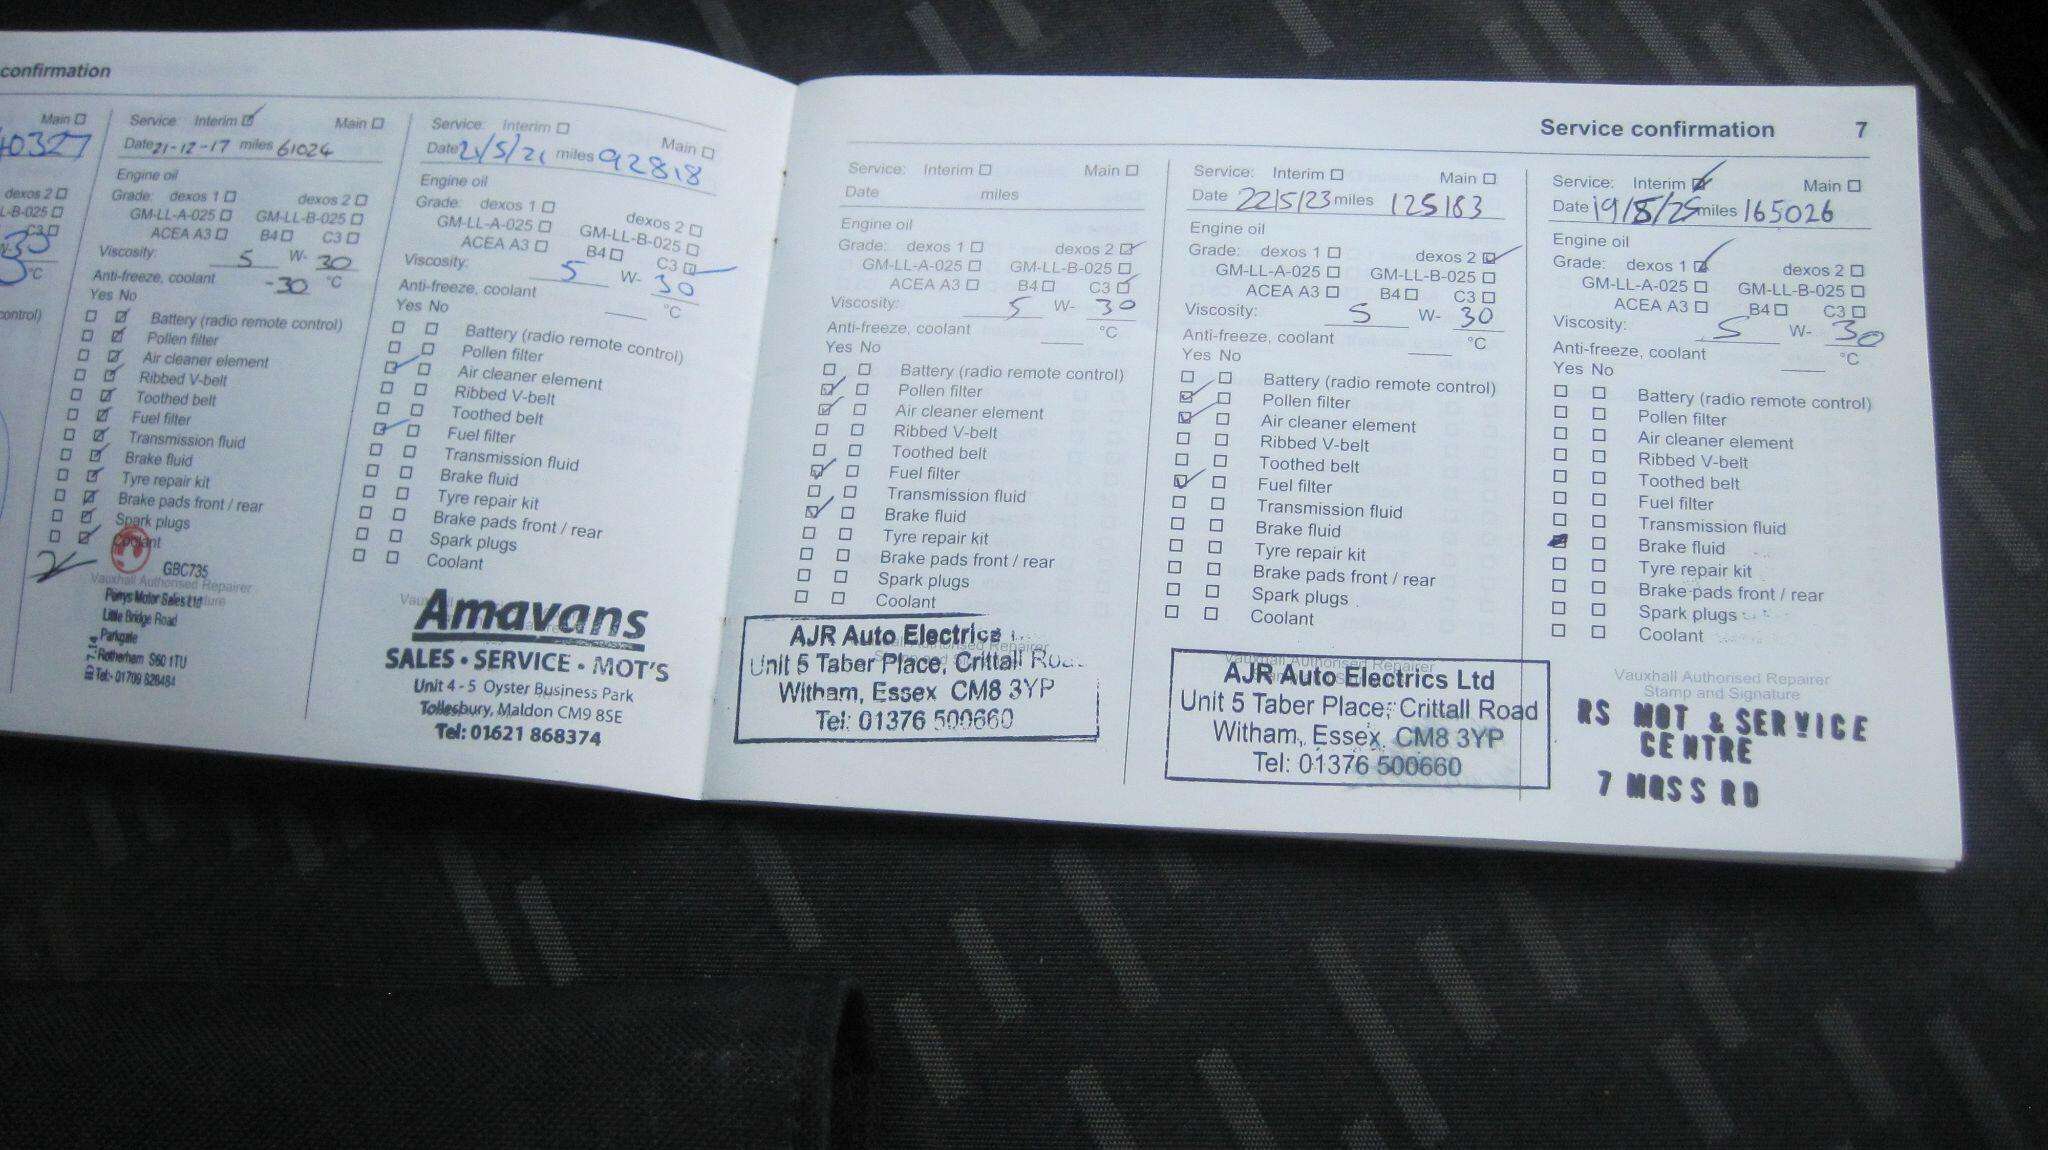 confirmation
Main
40327
dexos 2
L-B-025
C3
°C
control)
Service: Interim Main
Date 21-12-17 miles 61024
Engine oil
Grade: dexos 1 dexos 2
GM-LL-A-025 GM-LL-B-025
ACEA A3 B4 C3
Viscosity: 5 W- 30
Anti-freeze, coolant -30 °C
Yes No
Battery (radio remote control)
Pollen filter
Air cleaner element
Ribbed V-belt
Toothed belt
Fuel filter
Transmission fluid
Brake fluid
Tyre repair kit
Brake pads front / rear
Spark plugs
Coolant
GBC735
Vauxhall Authorised Repairer
Perrys Motor Sales Ltd
Little Bridge Road
Parkgate
Rotherham S60 1TU
Tel:- 01709 828484
Service: Interim Main
Date 21/5/21 miles 92818
Engine oil
Grade: dexos 1 dexos 2
GM-LL-A-025 GM-LL-B-025
ACEA A3 B4 C3
Viscosity: 5 W- 30
Anti-freeze, coolant °C
Yes No
Battery (radio remote control)
Pollen filter
Air cleaner element
Ribbed V-belt
Toothed belt
Fuel filter
Transmission fluid
Brake fluid
Tyre repair kit
Brake pads front / rear
Spark plugs
Coolant
Amavans
SALES • SERVICE • MOT'S
Unit 4 - 5 Oyster Business Park
Tollesbury, Maldon CM9 8SE
Tel: 01621 868374
Service confirmation 7
Service: Interim Main
Date miles
Engine oil
Grade: dexos 1 dexos 2
GM-LL-A-025 GM-LL-B-025
ACEA A3 B4 C3
Viscosity: 5 W- 30
Anti-freeze, coolant °C
Yes No
Battery (radio remote control)
Pollen filter
Air cleaner element
Ribbed V-belt
Toothed belt
Fuel filter
Transmission fluid
Brake fluid
Tyre repair kit
Brake pads front / rear
Spark plugs
Coolant
AJR Auto Electrics
Unit 5 Taber Place, Crittall
Witham, Essex CM8 3YP
Tel: 01376 500660
Service: Interim Main
Date 22/5/23 miles 125183
Engine oil
Grade: dexos 1 dexos 2
GM-LL-A-025 GM-LL-B-025
ACEA A3 B4 C3
Viscosity: 5 W- 30
Anti-freeze, coolant °C
Yes No
Battery (radio remote control)
Pollen filter
Air cleaner element
Ribbed V-belt
Toothed belt
Fuel filter
Transmission fluid
Brake fluid
Tyre repair kit
Brake pads front / rear
Spark plugs
Coolant
Vauxhall Authorised Repairer
AJR Auto Electrics Ltd
Unit 5 Taber Place, Crittall Road
Witham, Essex CM8 3YP
Tel: 01376 500660
Service: Interim Main
Date 19/8/25 miles 165026
Engine oil
Grade: dexos 1 dexos 2
GM-LL-A-025 GM-LL-B-025
ACEA A3 B4 C3
Viscosity: 5 W- 30
Anti-freeze, coolant °C
Yes No
Battery (radio remote control)
Pollen filter
Air cleaner element
Ribbed V-belt
Toothed belt
Fuel filter
Transmission fluid
Brake fluid
Tyre repair kit
Brake pads front / rear
Spark plugs
Coolant
Vauxhall Authorised Repairer
Stamp and Signature
RS MOT & SERVICE
CENTRE
7 MOSS RD